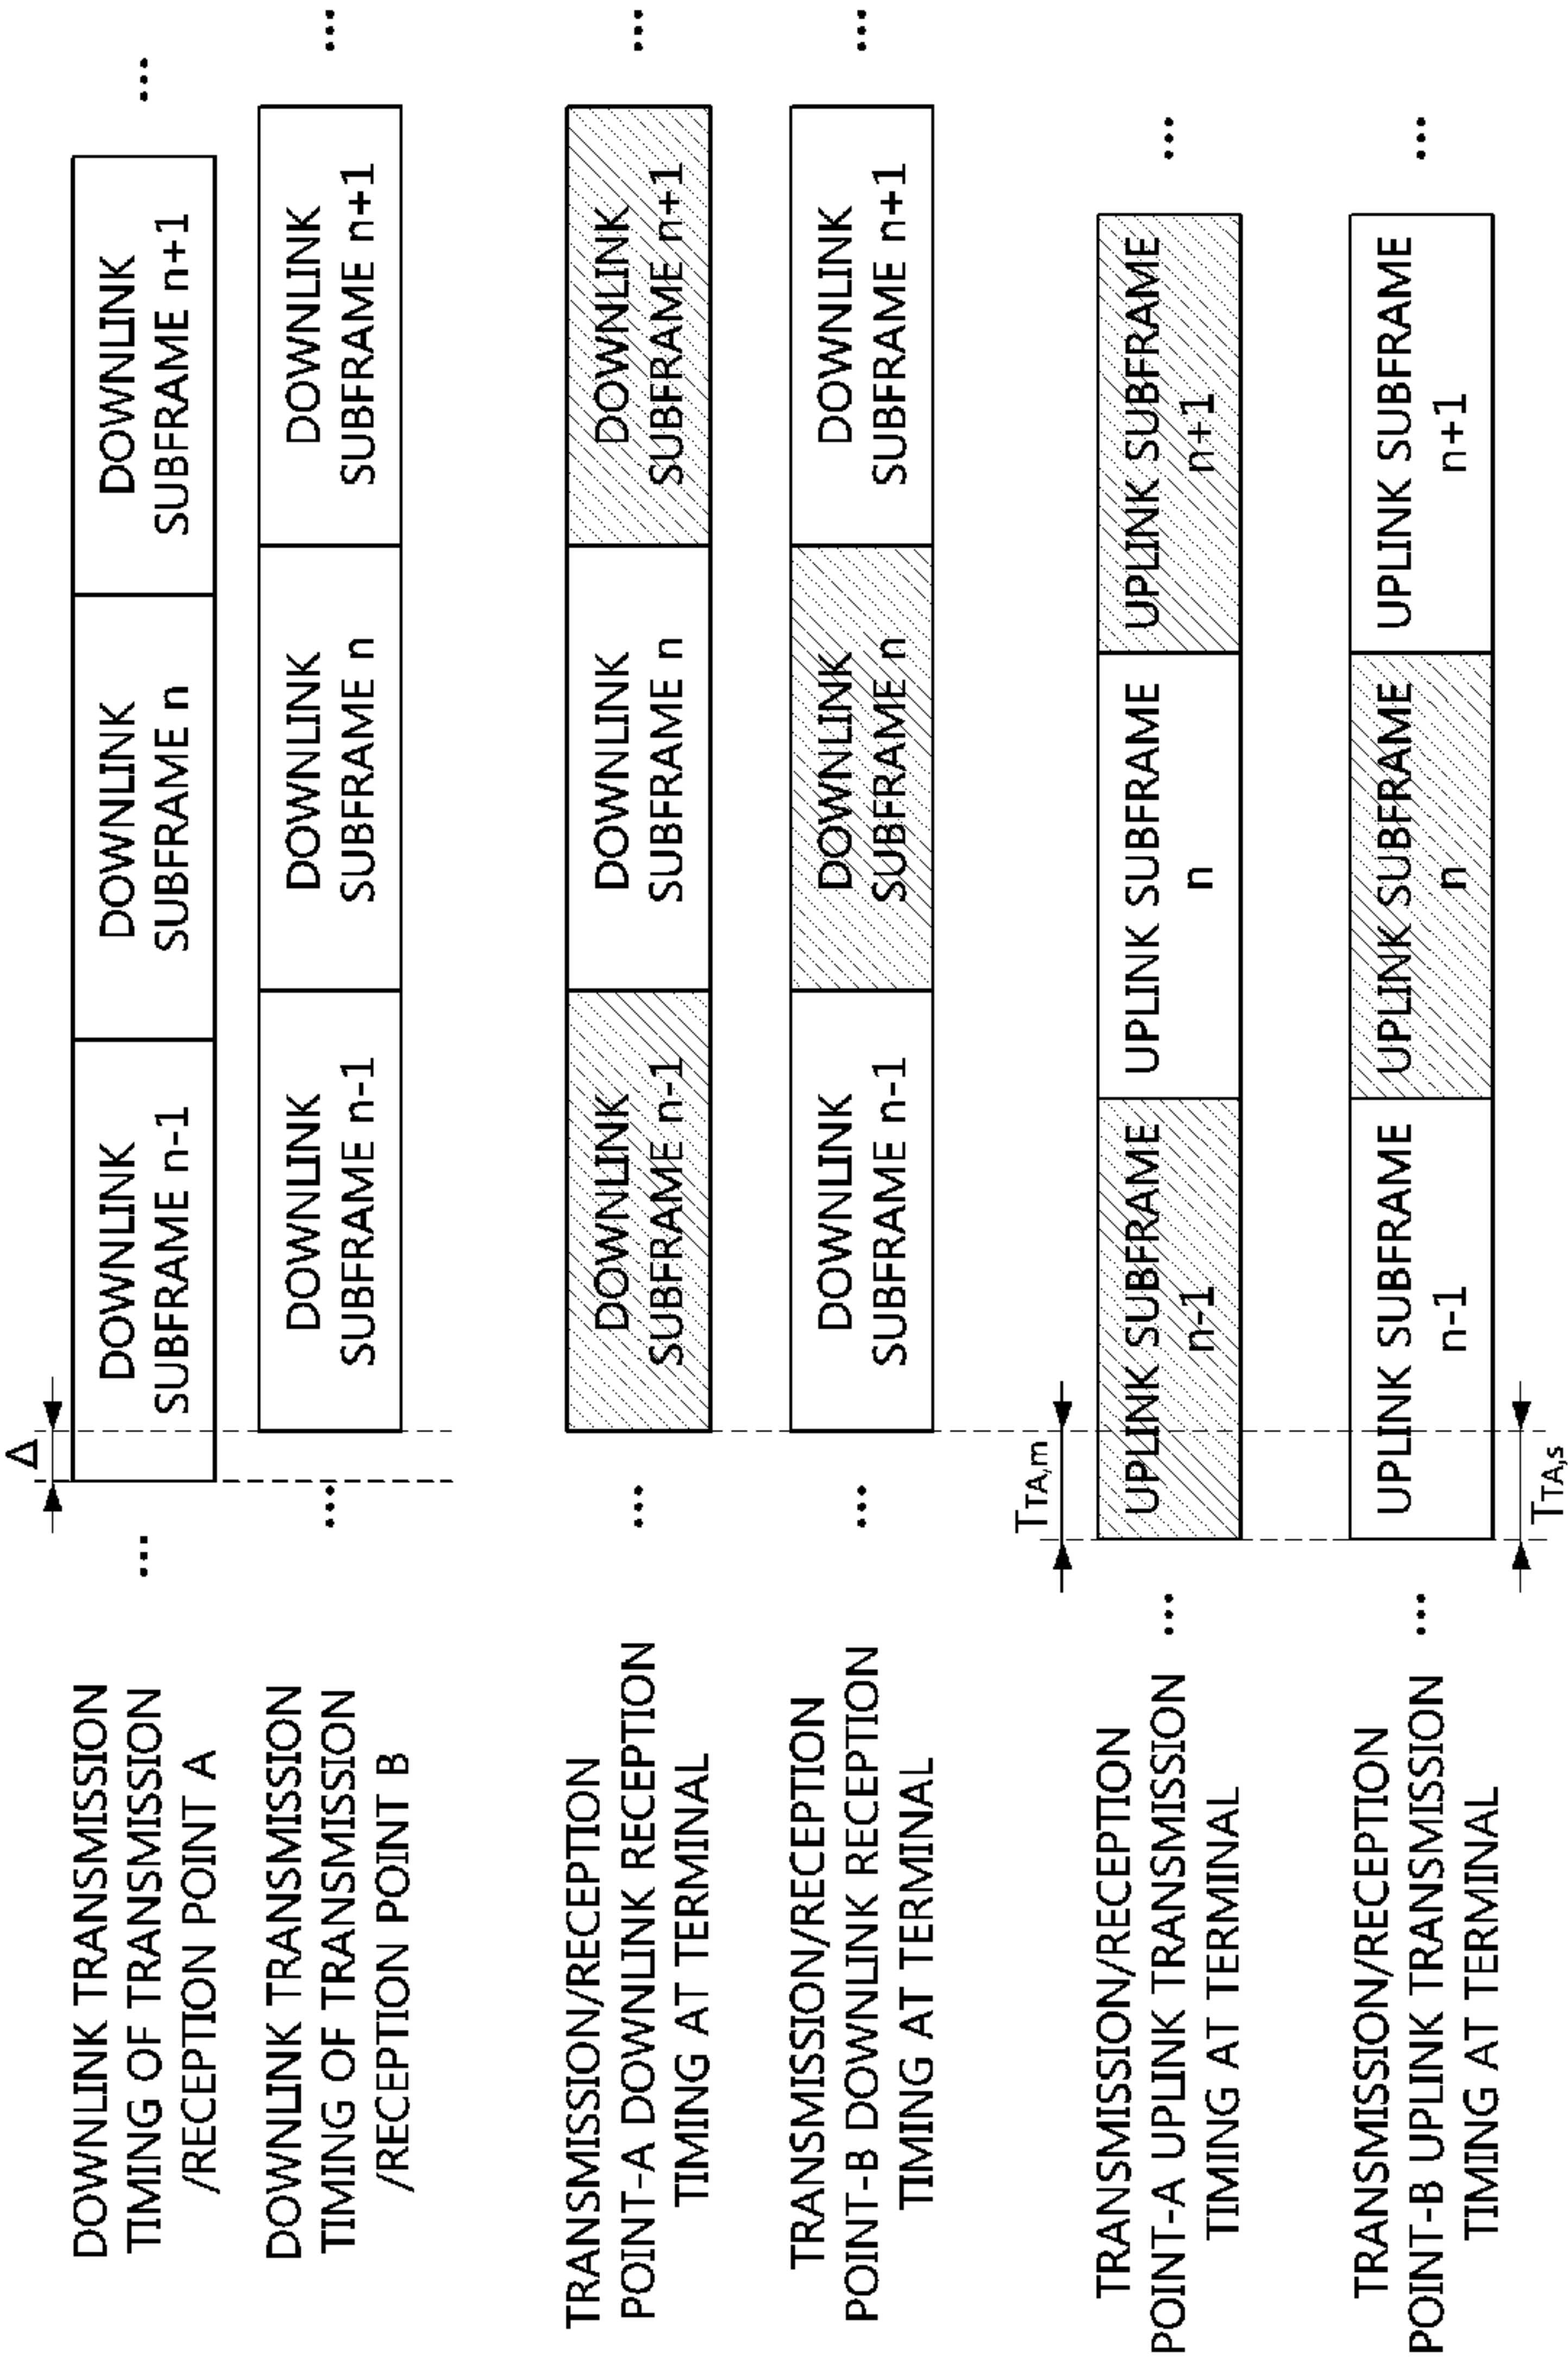 Δ
DOWNLINK TRANSMISSION
TIMING OF TRANSMISSION
/RECEPTION POINT A
...
DOWNLINK
SUBFRAME n-1
DOWNLINK
SUBFRAME n
DOWNLINK
SUBFRAME n+1
...
DOWNLINK TRANSMISSION
TIMING OF TRANSMISSION
/RECEPTION POINT B
...
DOWNLINK
SUBFRAME n-1
DOWNLINK
SUBFRAME n
DOWNLINK
SUBFRAME n+1
...
TRANSMISSION/RECEPTION
POINT-A DOWNLINK RECEPTION
TIMING AT TERMINAL
...
DOWNLINK
SUBFRAME n-1
DOWNLINK
SUBFRAME n
DOWNLINK
SUBFRAME n+1
...
TRANSMISSION/RECEPTION
POINT-B DOWNLINK RECEPTION
TIMING AT TERMINAL
...
DOWNLINK
SUBFRAME n-1
DOWNLINK
SUBFRAME n
DOWNLINK
SUBFRAME n+1
...
TTA,m
TRANSMISSION/RECEPTION
POINT-A UPLINK TRANSMISSION
TIMING AT TERMINAL
...
UPLINK SUBFRAME
n-1
UPLINK SUBFRAME
n
UPLINK SUBFRAME
n+1
...
TRANSMISSION/RECEPTION
POINT-B UPLINK TRANSMISSION
TIMING AT TERMINAL
...
UPLINK SUBFRAME
n-1
UPLINK SUBFRAME
n
UPLINK SUBFRAME
n+1
...
TTA,s